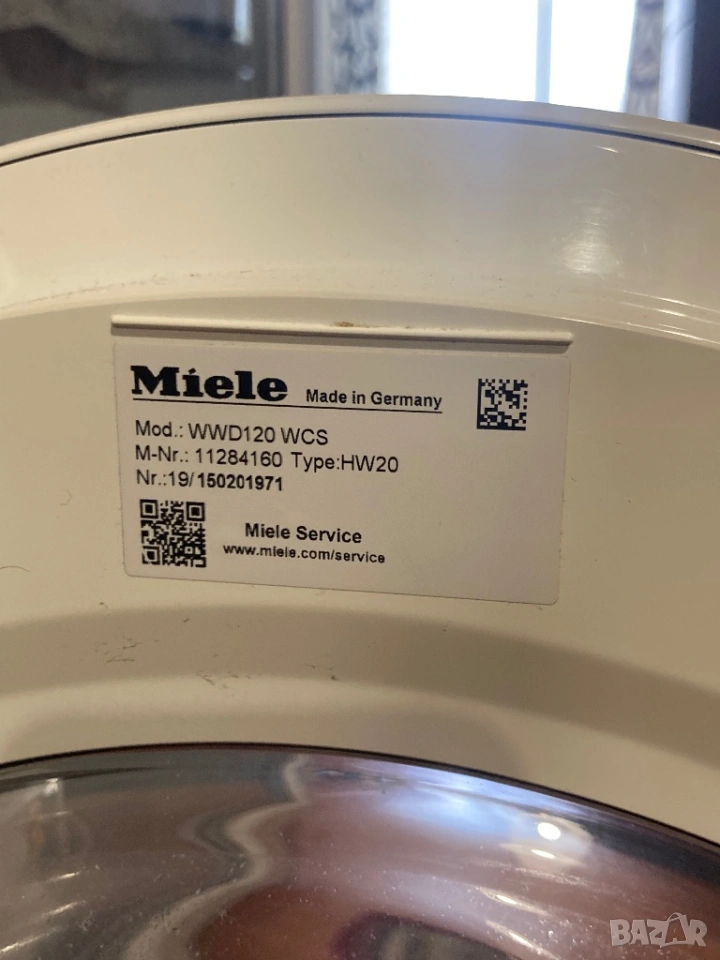 Miele Made in Germany
Mod.: WWD120 WCS
M-Nr.: 11284160 Type:HW20
Nr.:19/150201971
Miele Service
www.miele.com/service
BAZAR